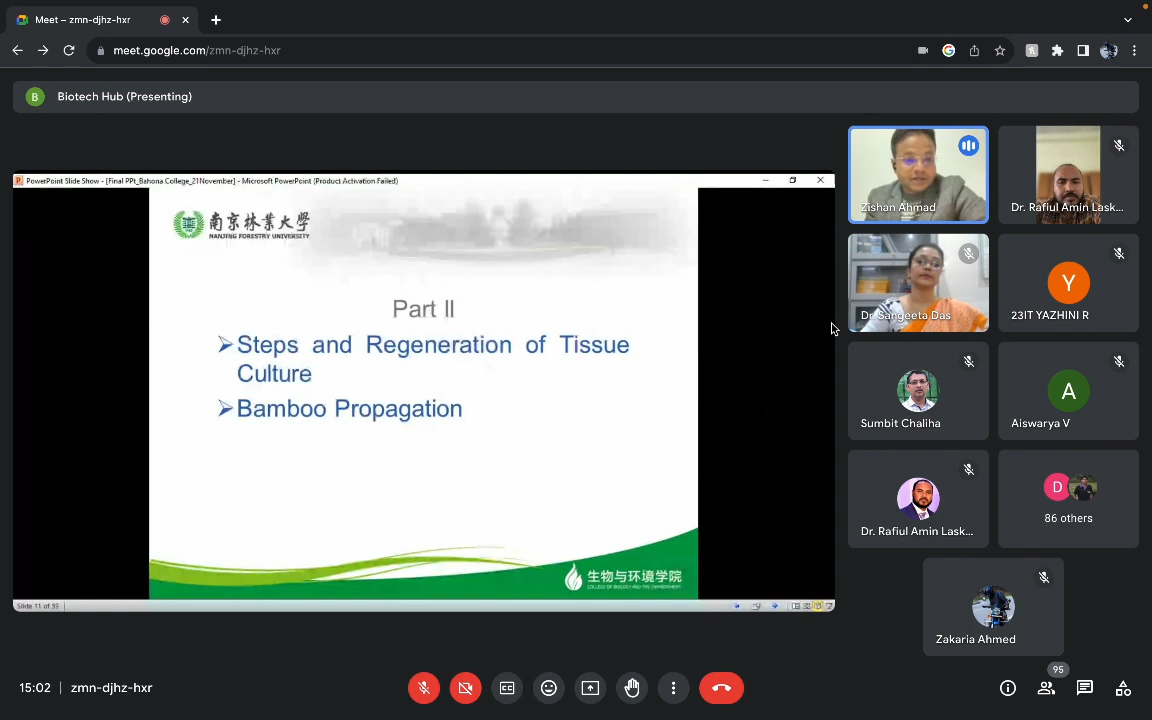 Meet – zmn-djhz-hxr
meet.google.com/zmn-djhz-hxr
B
Biotech Hub (Presenting)
PowerPoint Slide Show - [Final PPt_Bahona College_21November] - Microsoft PowerPoint (Product Activation Failed)
南京林業大學
NANJING FORESTRY UNIVERSITY
Part II
Steps and Regeneration of Tissue
Culture
Bamboo Propagation
生物与环境学院
COLLEGE OF BIOLOGY AND THE ENVIRONMENT
Slide 11 of 59
Zishan Ahmad
Dr. Rafiul Amin Lask...
Dr. Sangeeta Das
Y
23IT YAZHINI R
Sumbit Chaliha
A
Aiswarya V
Dr. Rafiul Amin Lask...
D
86 others
Zakaria Ahmed
15:02 | zmn-djhz-hxr
CC
95